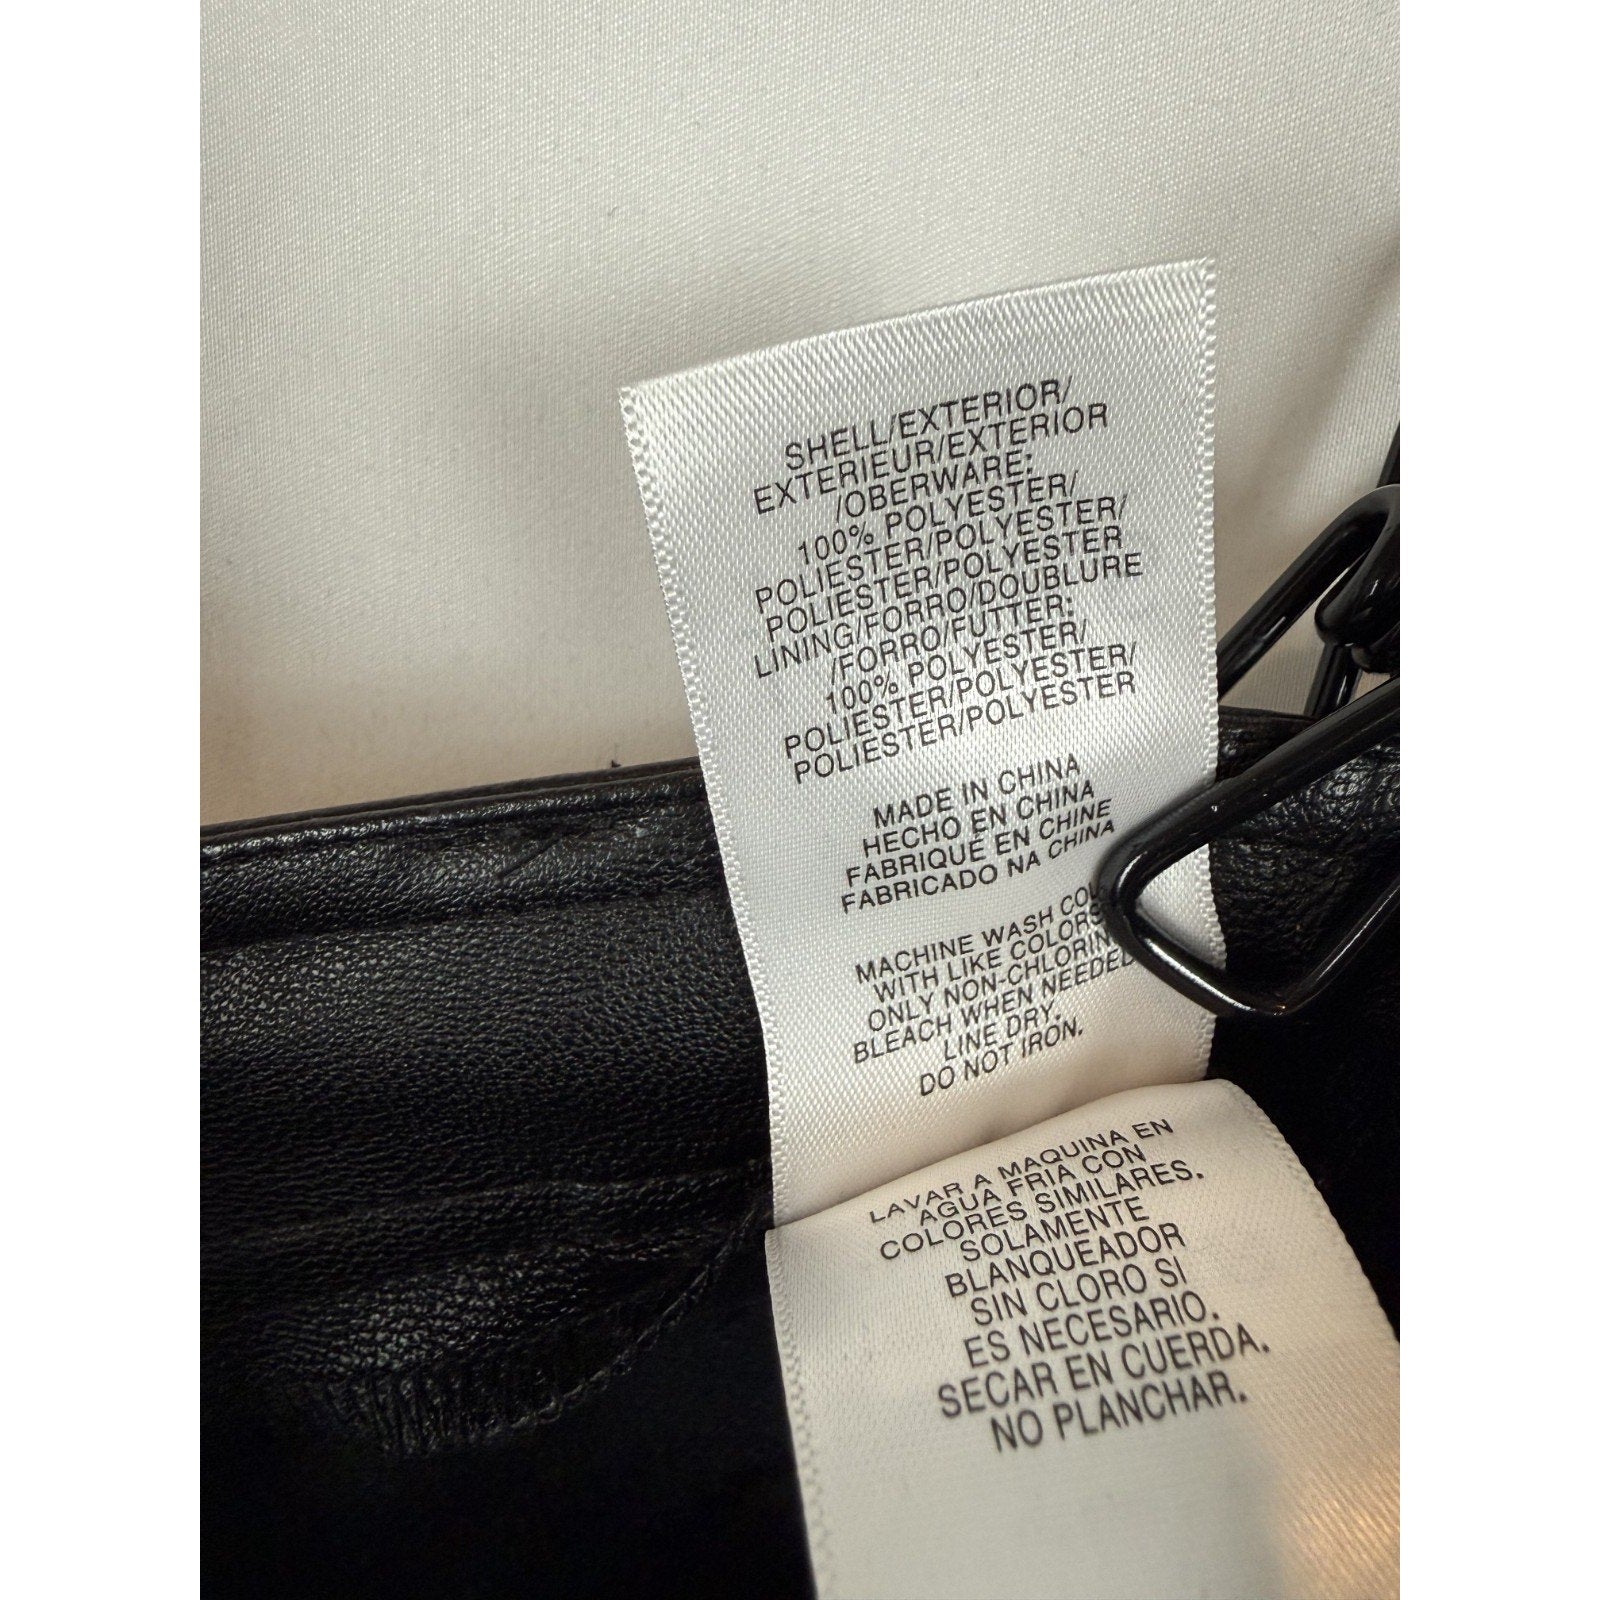 SHELL/EXTERIOR/
EXTERIEUR/EXTERIOR
/OBERWARE:
100% POLYESTER/
POLIESTER/POLYESTER/
POLIESTER/POLYESTER
LINING/FORRO/DOUBLURE
/FORRO/FUTTER:
100% POLYESTER/
POLIESTER/POLYESTER/
POLIESTER/POLYESTER
MADE IN CHINA
HECHO EN CHINA
FABRIQUÉ EN CHINE
FABRICADO NA CHINA
MACHINE WASH
WITH LIKE COLORS
ONLY NON-CHLORIN
BLEACH WHEN NEEDED
LINE DRY.
DO NOT IRON.
LAVAR A MAQUINA EN
AGUA FRIA CON
COLORES SIMILARES.
SOLAMENTE
BLANQUEADOR
SIN CLORO SI
ES NECESARIO.
SECAR EN CUERDA.
NO PLANCHAR.